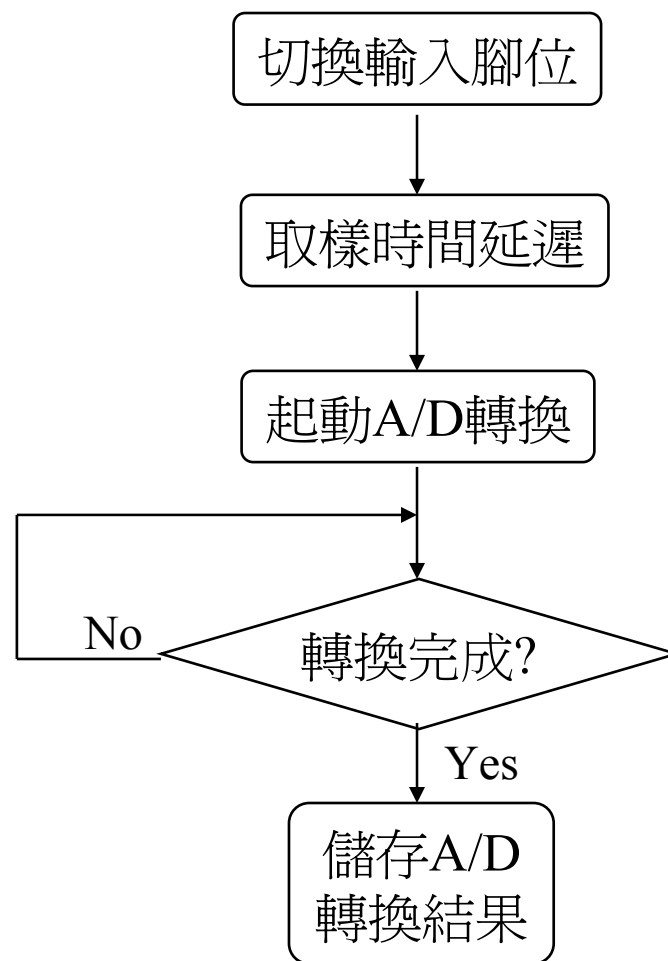 切換輸入腳位
取樣時間延遲
起動A/D轉換
No
轉換完成?
Yes
儲存A/D
轉換結果